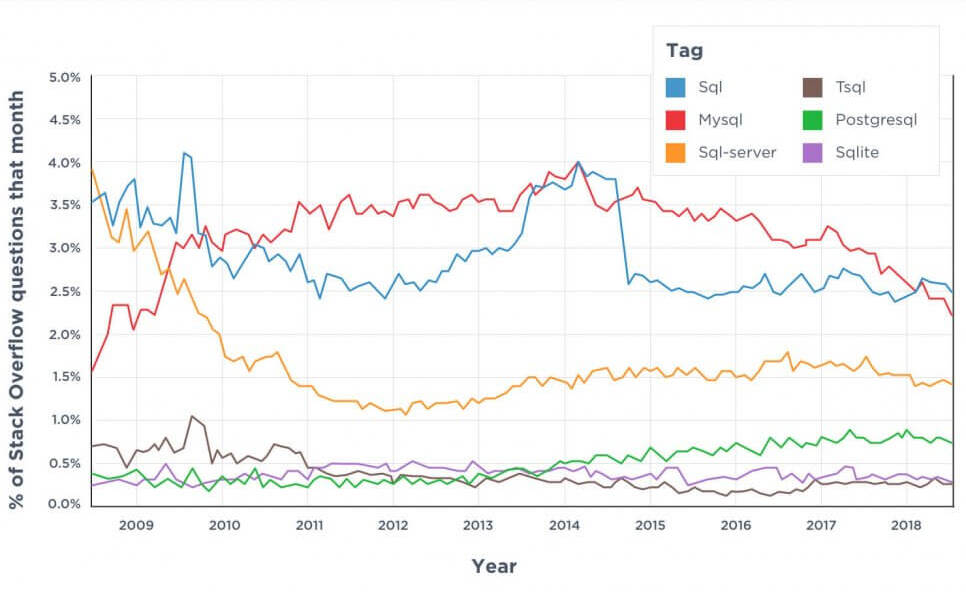 Tag
Sql
Tsql
Mysql
Postgresql
Sql-server
Sqlite
% of Stack Overflow questions that month
5.0%
4.5%
4.0%
3.5%
3.0%
2.5%
2.0%
1.5%
1.0%
0.5%
0.0%
2009 2010 2011 2012 2013 2014 2015 2016 2017 2018
Year